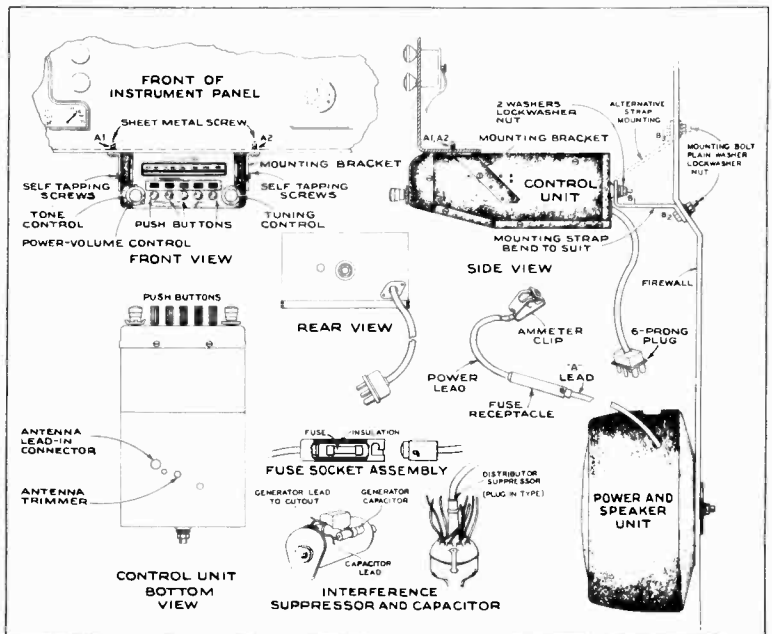 FRONT OF
INSTRUMENT PANEL
A1
SHEET METAL SCREW
A2
MOUNTING BRACKET
SELF TAPPING
SCREWS
SELF TAPPING
SCREWS
TONE
CONTROL
PUSH BUTTONS
TUNING
CONTROL
POWER-VOLUME CONTROL
FRONT VIEW
2 WASHERS
LOCKWASHER
NUT
ALTERNATIVE
STRAP
MOUNTING
A1, A2
MOUNTING BRACKET
B3
MOUNTING BOLT
PLAIN WASHER
LOCKWASHER
NUT
CONTROL
UNIT
B2
MOUNTING STRAP
BEND TO SUIT
SIDE VIEW
FIREWALL
REAR VIEW
AMMETER
CLIP
6-PRONG
PLUG
POWER
LEAD
"A"
LEAD
FUSE
RECEPTACLE
PUSH BUTTONS
ANTENNA
LEAD-IN
CONNECTOR
ANTENNA
TRIMMER
CONTROL UNIT
BOTTOM
VIEW
FUSE
INSULATION
FUSE SOCKET ASSEMBLY
GENERATOR LEAD
TO CUTOUT
GENERATOR
CAPACITOR
CAPACITOR
LEAD
DISTRIBUTOR
SUPPRESSOR
(PLUG IN TYPE)
INTERFERENCE
SUPPRESSOR AND CAPACITOR
POWER AND
SPEAKER
UNIT